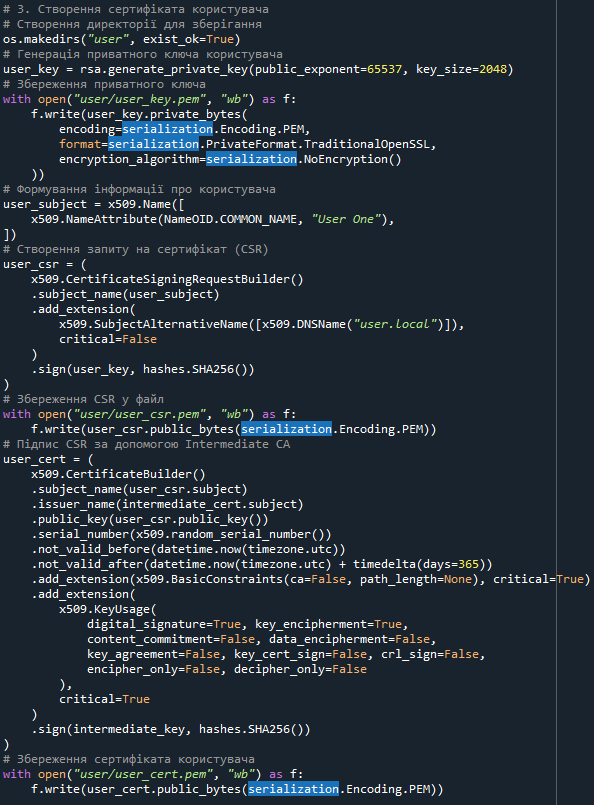 # 3. Створення сертифіката користувача
# Створення директорії для зберігання
os.makedirs("user", exist_ok=True)
# Генерація приватного ключа користувача
user_key = rsa.generate_private_key(public_exponent=65537, key_size=2048)
# Збереження приватного ключа
with open("user/user_key.pem", "wb") as f:
    f.write(user_key.private_bytes(
        encoding=serialization.Encoding.PEM,
        format=serialization.PrivateFormat.TraditionalOpenSSL,
        encryption_algorithm=serialization.NoEncryption()
    ))
# Формування інформації про користувача
user_subject = x509.Name([
    x509.NameAttribute(NameOID.COMMON_NAME, "User One"),
])
# Створення запиту на сертифікат (CSR)
user_csr = (
    x509.CertificateSigningRequestBuilder()
    .subject_name(user_subject)
    .add_extension(
        x509.SubjectAlternativeName([x509.DNSName("user.local")]),
        critical=False
    )
    .sign(user_key, hashes.SHA256())
)
# Збереження CSR у файл
with open("user/user_csr.pem", "wb") as f:
    f.write(user_csr.public_bytes(serialization.Encoding.PEM))
# Підпис CSR за допомогою Intermediate CA
user_cert = (
    x509.CertificateBuilder()
    .subject_name(user_csr.subject)
    .issuer_name(intermediate_cert.subject)
    .public_key(user_csr.public_key())
    .serial_number(x509.random_serial_number())
    .not_valid_before(datetime.now(timezone.utc))
    .not_valid_after(datetime.now(timezone.utc) + timedelta(days=365))
    .add_extension(x509.BasicConstraints(ca=False, path_length=None), critical=True)
    .add_extension(
        x509.KeyUsage(
            digital_signature=True, key_encipherment=True,
            content_commitment=False, data_encipherment=False,
            key_agreement=False, key_cert_sign=False, crl_sign=False,
            encipher_only=False, decipher_only=False
        ),
        critical=True
    )
    .sign(intermediate_key, hashes.SHA256())
)
# Збереження сертифіката користувача
with open("user/user_cert.pem", "wb") as f:
    f.write(user_cert.public_bytes(serialization.Encoding.PEM))